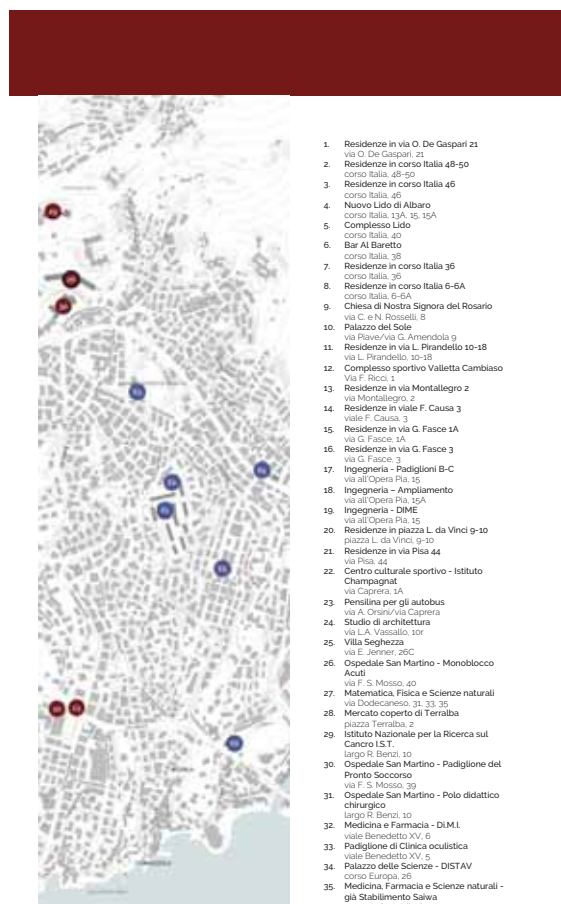 1. Residenze in via O. De Gaspari 21
via O. De Gaspari, 21
2. Residenze in corso Italia 48-50
corso Italia, 48-50
3. Residenze in corso Italia 46
corso Italia, 46
4. Nuovo Lido di Albaro
corso Italia, 13A, 15, 15A
5. Complesso Lido
corso Italia, 40
6. Bar Al Baretto
corso Italia, 38
7. Residenze in corso Italia 36
corso Italia, 36
8. Residenze in corso Italia 6-6A
corso Italia, 6-6A
9. Chiesa di Nostra Signora del Rosario
via C. e N. Rosselli, 8
10. Palazzo del Sole
via Piave/via G. Amendola 9
11. Residenze in via L. Pirandello 10-18
via L. Pirandello, 10-18
12. Complesso sportivo Valletta Cambiaso
Via F. Ricci, 1
13. Residenze in via Montallegro 2
via Montallegro, 2
14. Residenze in viale F. Causa 3
viale F. Causa, 3
15. Residenze in via G. Fasce 1A
via G. Fasce, 1A
16. Residenze in via G. Fasce 3
via G. Fasce, 3
17. Ingegneria - Padiglioni B-C
via all'Opera Pia, 15
18. Ingegneria – Ampliamento
via all'Opera Pia, 15A
19. Ingegneria - DIME
via all'Opera Pia, 15
20. Residenze in piazza L. da Vinci 9-10
piazza L. da Vinci, 9-10
21. Residenze in via Pisa 44
via Pisa, 44
22. Centro culturale sportivo - Istituto
Champagnat
via Caprera, 1A
23. Pensilina per gli autobus
via A. Orsini/via Caprera
24. Studio di architettura
via L.A. Vassallo, 10r
25. Villa Seghezza
via E. Jenner, 26C
26. Ospedale San Martino - Monoblocco
Acuti
via F. S. Mosso, 40
27. Matematica, Fisica e Scienze naturali
via Dodecaneso, 31, 33, 35
28. Mercato coperto di Terralba
piazza Terralba, 2
29. Istituto Nazionale per la Ricerca sul
Cancro I.S.T.
largo R. Benzi, 10
30. Ospedale San Martino - Padiglione del
Pronto Soccorso
via F. S. Mosso, 39
31. Ospedale San Martino - Polo didattico
chirurgico
largo R. Benzi, 10
32. Medicina e Farmacia - Di.M.I.
viale Benedetto XV, 6
33. Padiglione di Clinica oculistica
viale Benedetto XV, 5
34. Palazzo delle Scienze - DISTAV
corso Europa, 26
35. Medicina, Farmacia e Scienze naturali -
già Stabilimento Saiwa